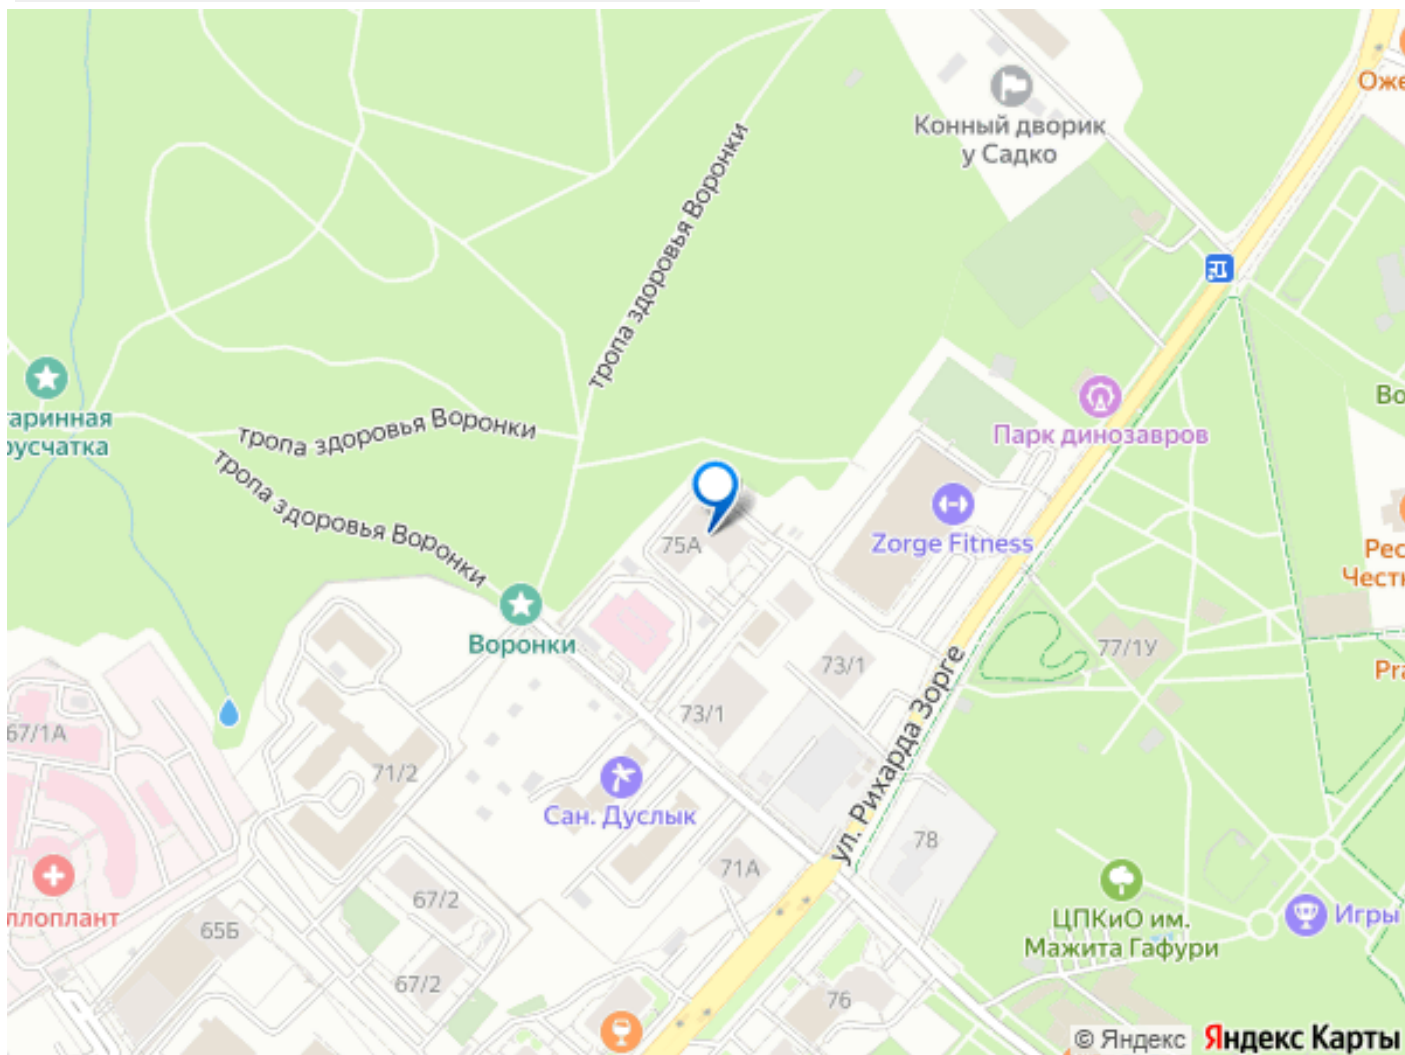 Конный дворик
у Садко
тропа здоровья Воронки
тропа здоровья Воронки
тропа здоровья Воронки
Парк динозавров
Zorge Fitness
75А
Воронки
73/1
77/1У
73/1
67/1А
71/2
Сан. Дуслык
ул. Рихарда Зорге
78
71А
67/2
65Б
ЦПКиО им.
Мажита Гафури
Игры
67/2
76
© Яндекс
Яндекс Карты